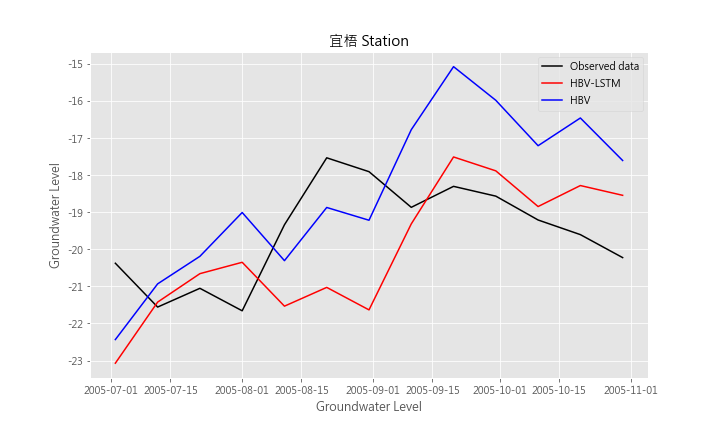 宜梧 Station
Observed data
HBV-LSTM
HBV
-15
-16
-17
-18
-19
-20
-21
-22
-23
Groundwater Level
2005-07-01 2005-07-15 2005-08-01 2005-08-15 2005-09-01 2005-09-15 2005-10-01 2005-10-15 2005-11-01
Groundwater Level